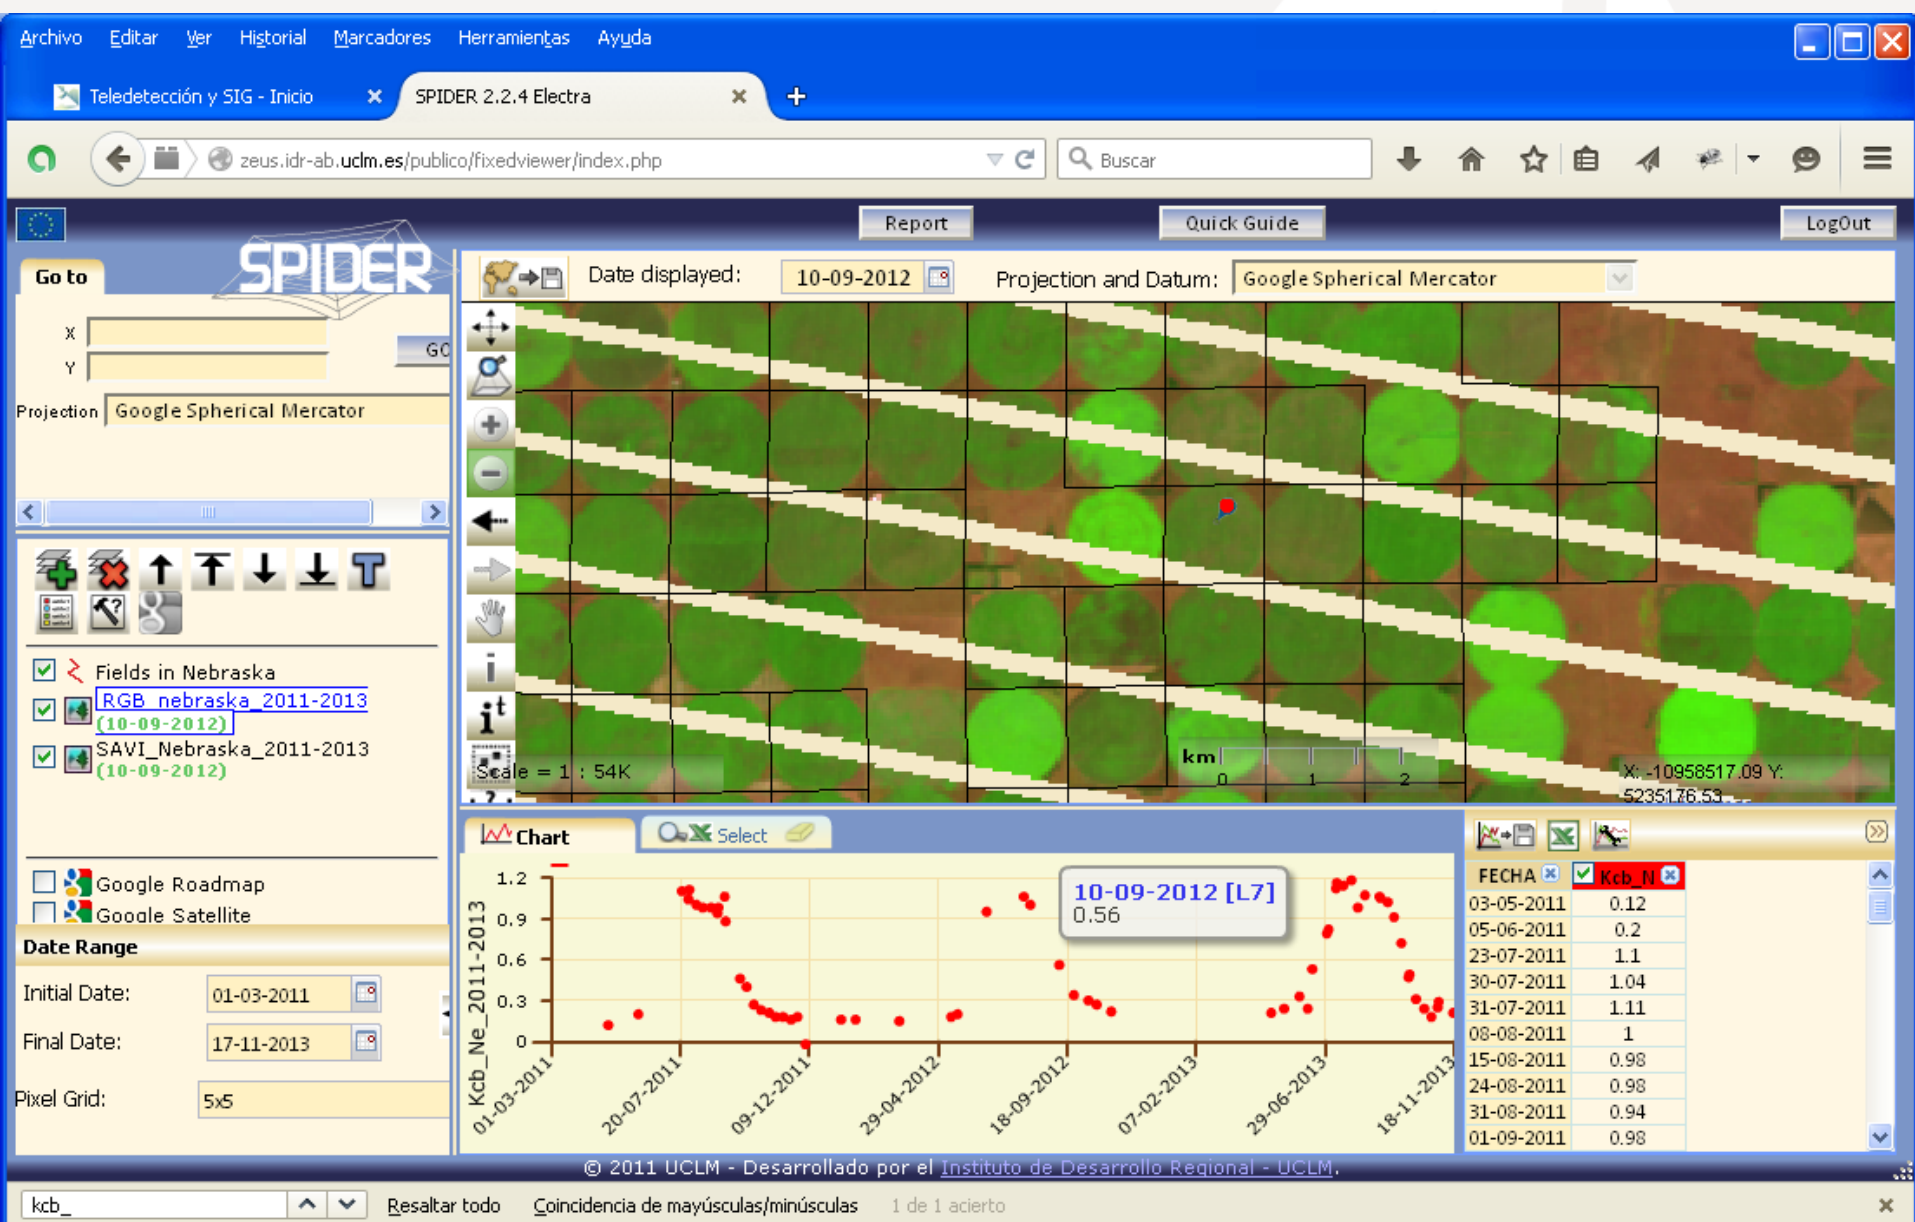 Archivo Editar Ver Historial Marcadores Herramientas Ayuda
Teledetección y SIG - Inicio
SPIDER 2.2.4 Electra
zeus.idr-ab.uclm.es/publico/fixedviewer/index.php
Buscar
Report
Quick Guide
LogOut
SPIDER
Go to
Date displayed: 10-09-2012
Projection and Datum: Google Spherical Mercator
X
Y
GO
Projection Google Spherical Mercator
T
i
i t
Fields in Nebraska
RGB_nebraska_2011-2013
(10-09-2012)
SAVI_Nebraska_2011-2013
(10-09-2012)
Google Roadmap
Google Satellite
Scale = 1 : 54K
km
0 1 2
X: -10958517.09 Y:
5235176.53
Date Range
Initial Date: 01-03-2011
Final Date: 17-11-2013
Pixel Grid: 5x5
Chart
Select
Kcb_Ne_2011-2013
1.2
0.9
0.6
0.3
0
01-03-2011
20-07-2011
09-12-2011
29-04-2012
18-09-2012
07-02-2013
29-06-2013
18-11-2013
10-09-2012 [L7]
0.56
FECHA Kcb_N
03-05-2011 0.12
05-06-2011 0.2
23-07-2011 1.1
30-07-2011 1.04
31-07-2011 1.11
08-08-2011 1
15-08-2011 0.98
24-08-2011 0.98
31-08-2011 0.94
01-09-2011 0.98
© 2011 UCLM - Desarrollado por el Instituto de Desarrollo Regional - UCLM.
kcb_
Resaltar todo
Coincidencia de mayúsculas/minúsculas
1 de 1 acierto